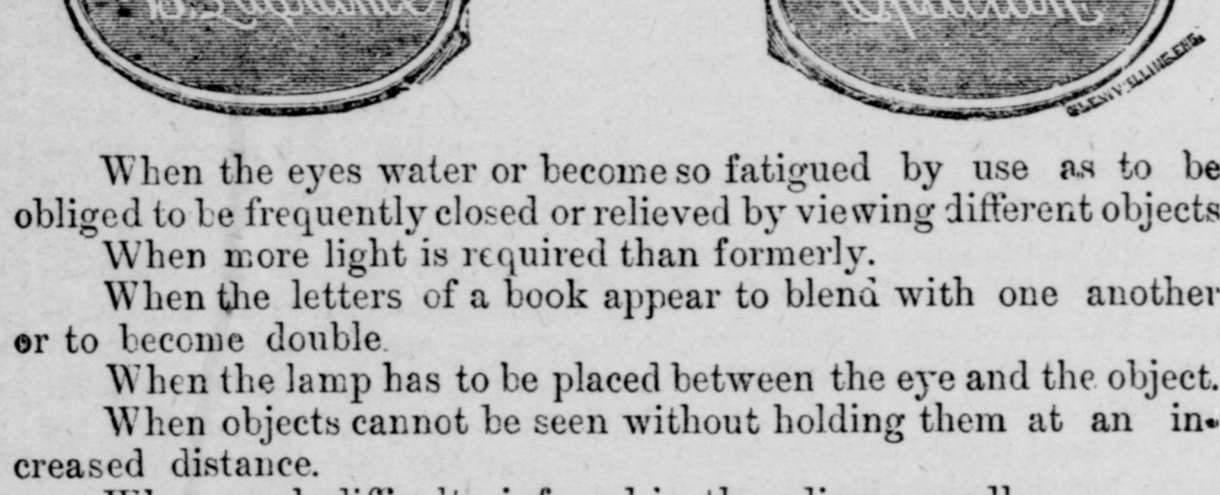 When the eyes water or become so fatigued by use as to be
obliged to be frequently closed or relieved by viewing different objects
When more light is required than formerly.
When the letters of a book appear to blend with one another
or to become double.
When the lamp has to be placed between the eye and the object.
When objects cannot be seen without holding them at an in-
creased distance.